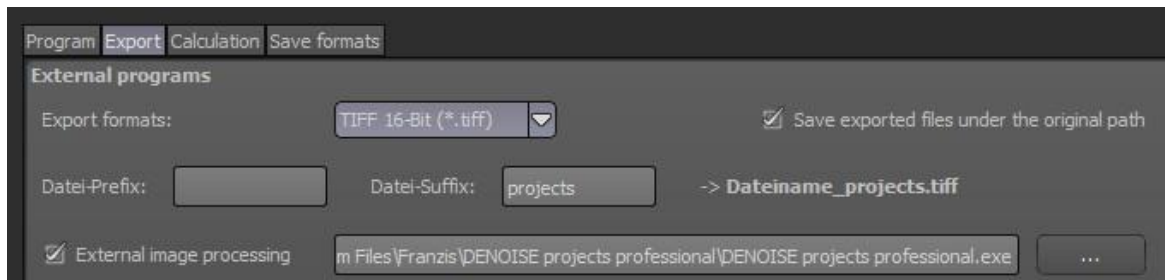 Program Export Calculation Save formats
External programs
Export formats: TIFF 16-Bit (*.tiff) Save exported files under the original path
Datei-Prefix: Datei-Suffix: projects -> Dateiname_projects.tiff
External image processing m Files\Franzis\DENOISE projects professional\DENOISE projects professional.exe ...